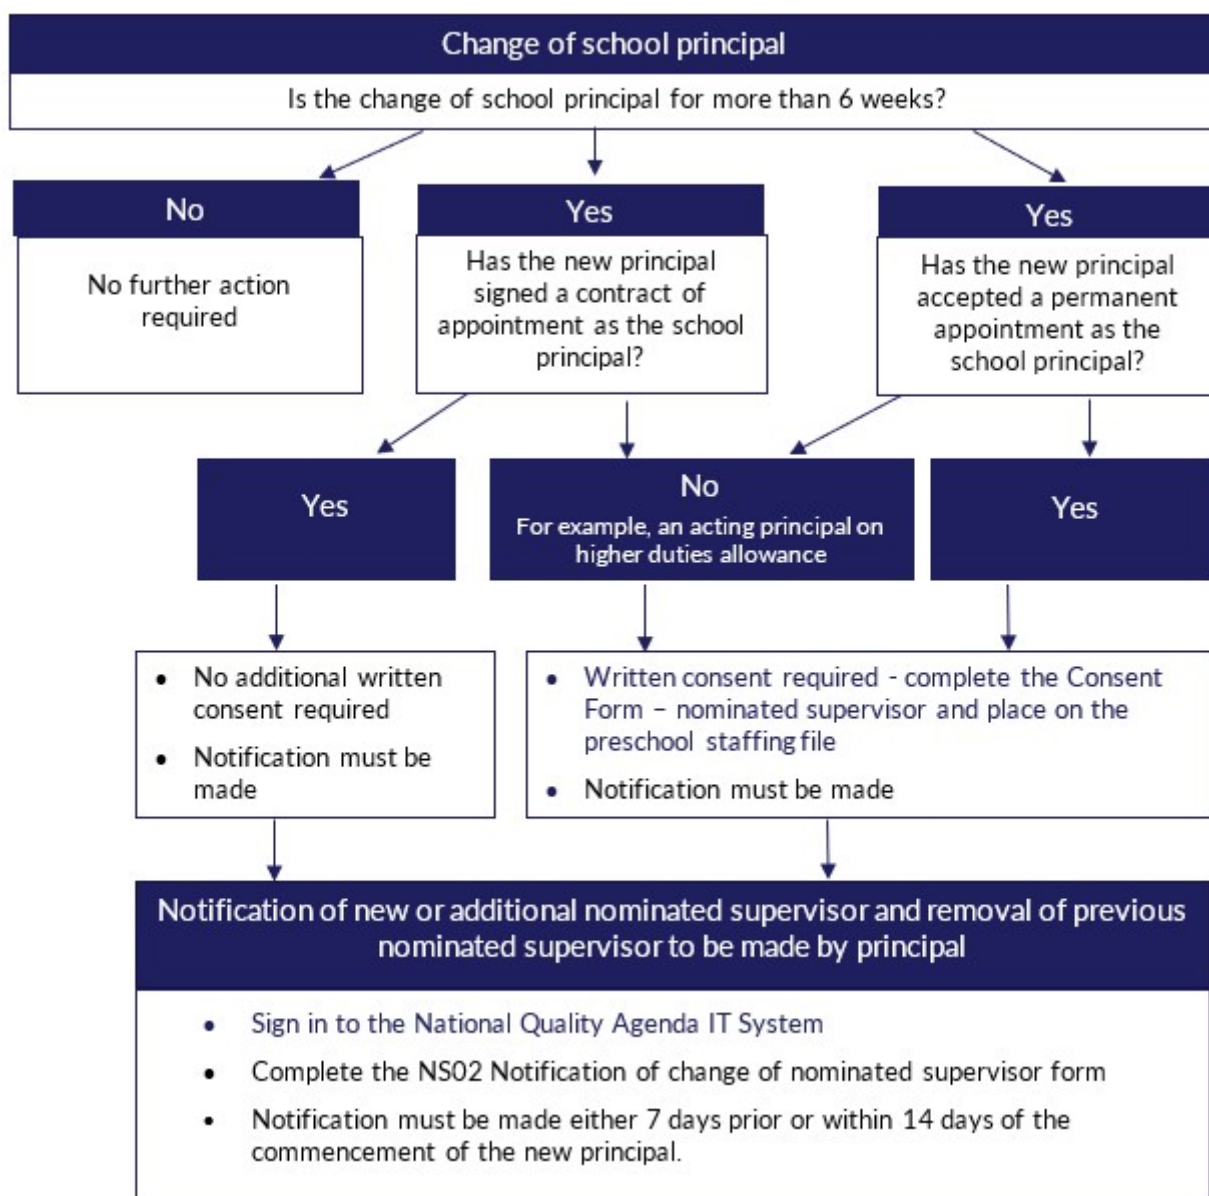 Change of school principal
Is the change of school principal for more than 6 weeks?
No
No further action
required
Yes
Has the new principal
signed a contract of
appointment as the school
principal?
Yes
Has the new principal
accepted a permanent
appointment as the
school principal?
Yes
No
For example, an acting principal on
higher duties allowance
Yes
• No additional written
consent required
• Notification must be
made
• Written consent required - complete the Consent
Form – nominated supervisor and place on the
preschool staffing file
• Notification must be made
Notification of new or additional nominated supervisor and removal of previous
nominated supervisor to be made by principal
• Sign in to the National Quality Agenda IT System
• Complete the NS02 Notification of change of nominated supervisor form
• Notification must be made either 7 days prior or within 14 days of the
commencement of the new principal.